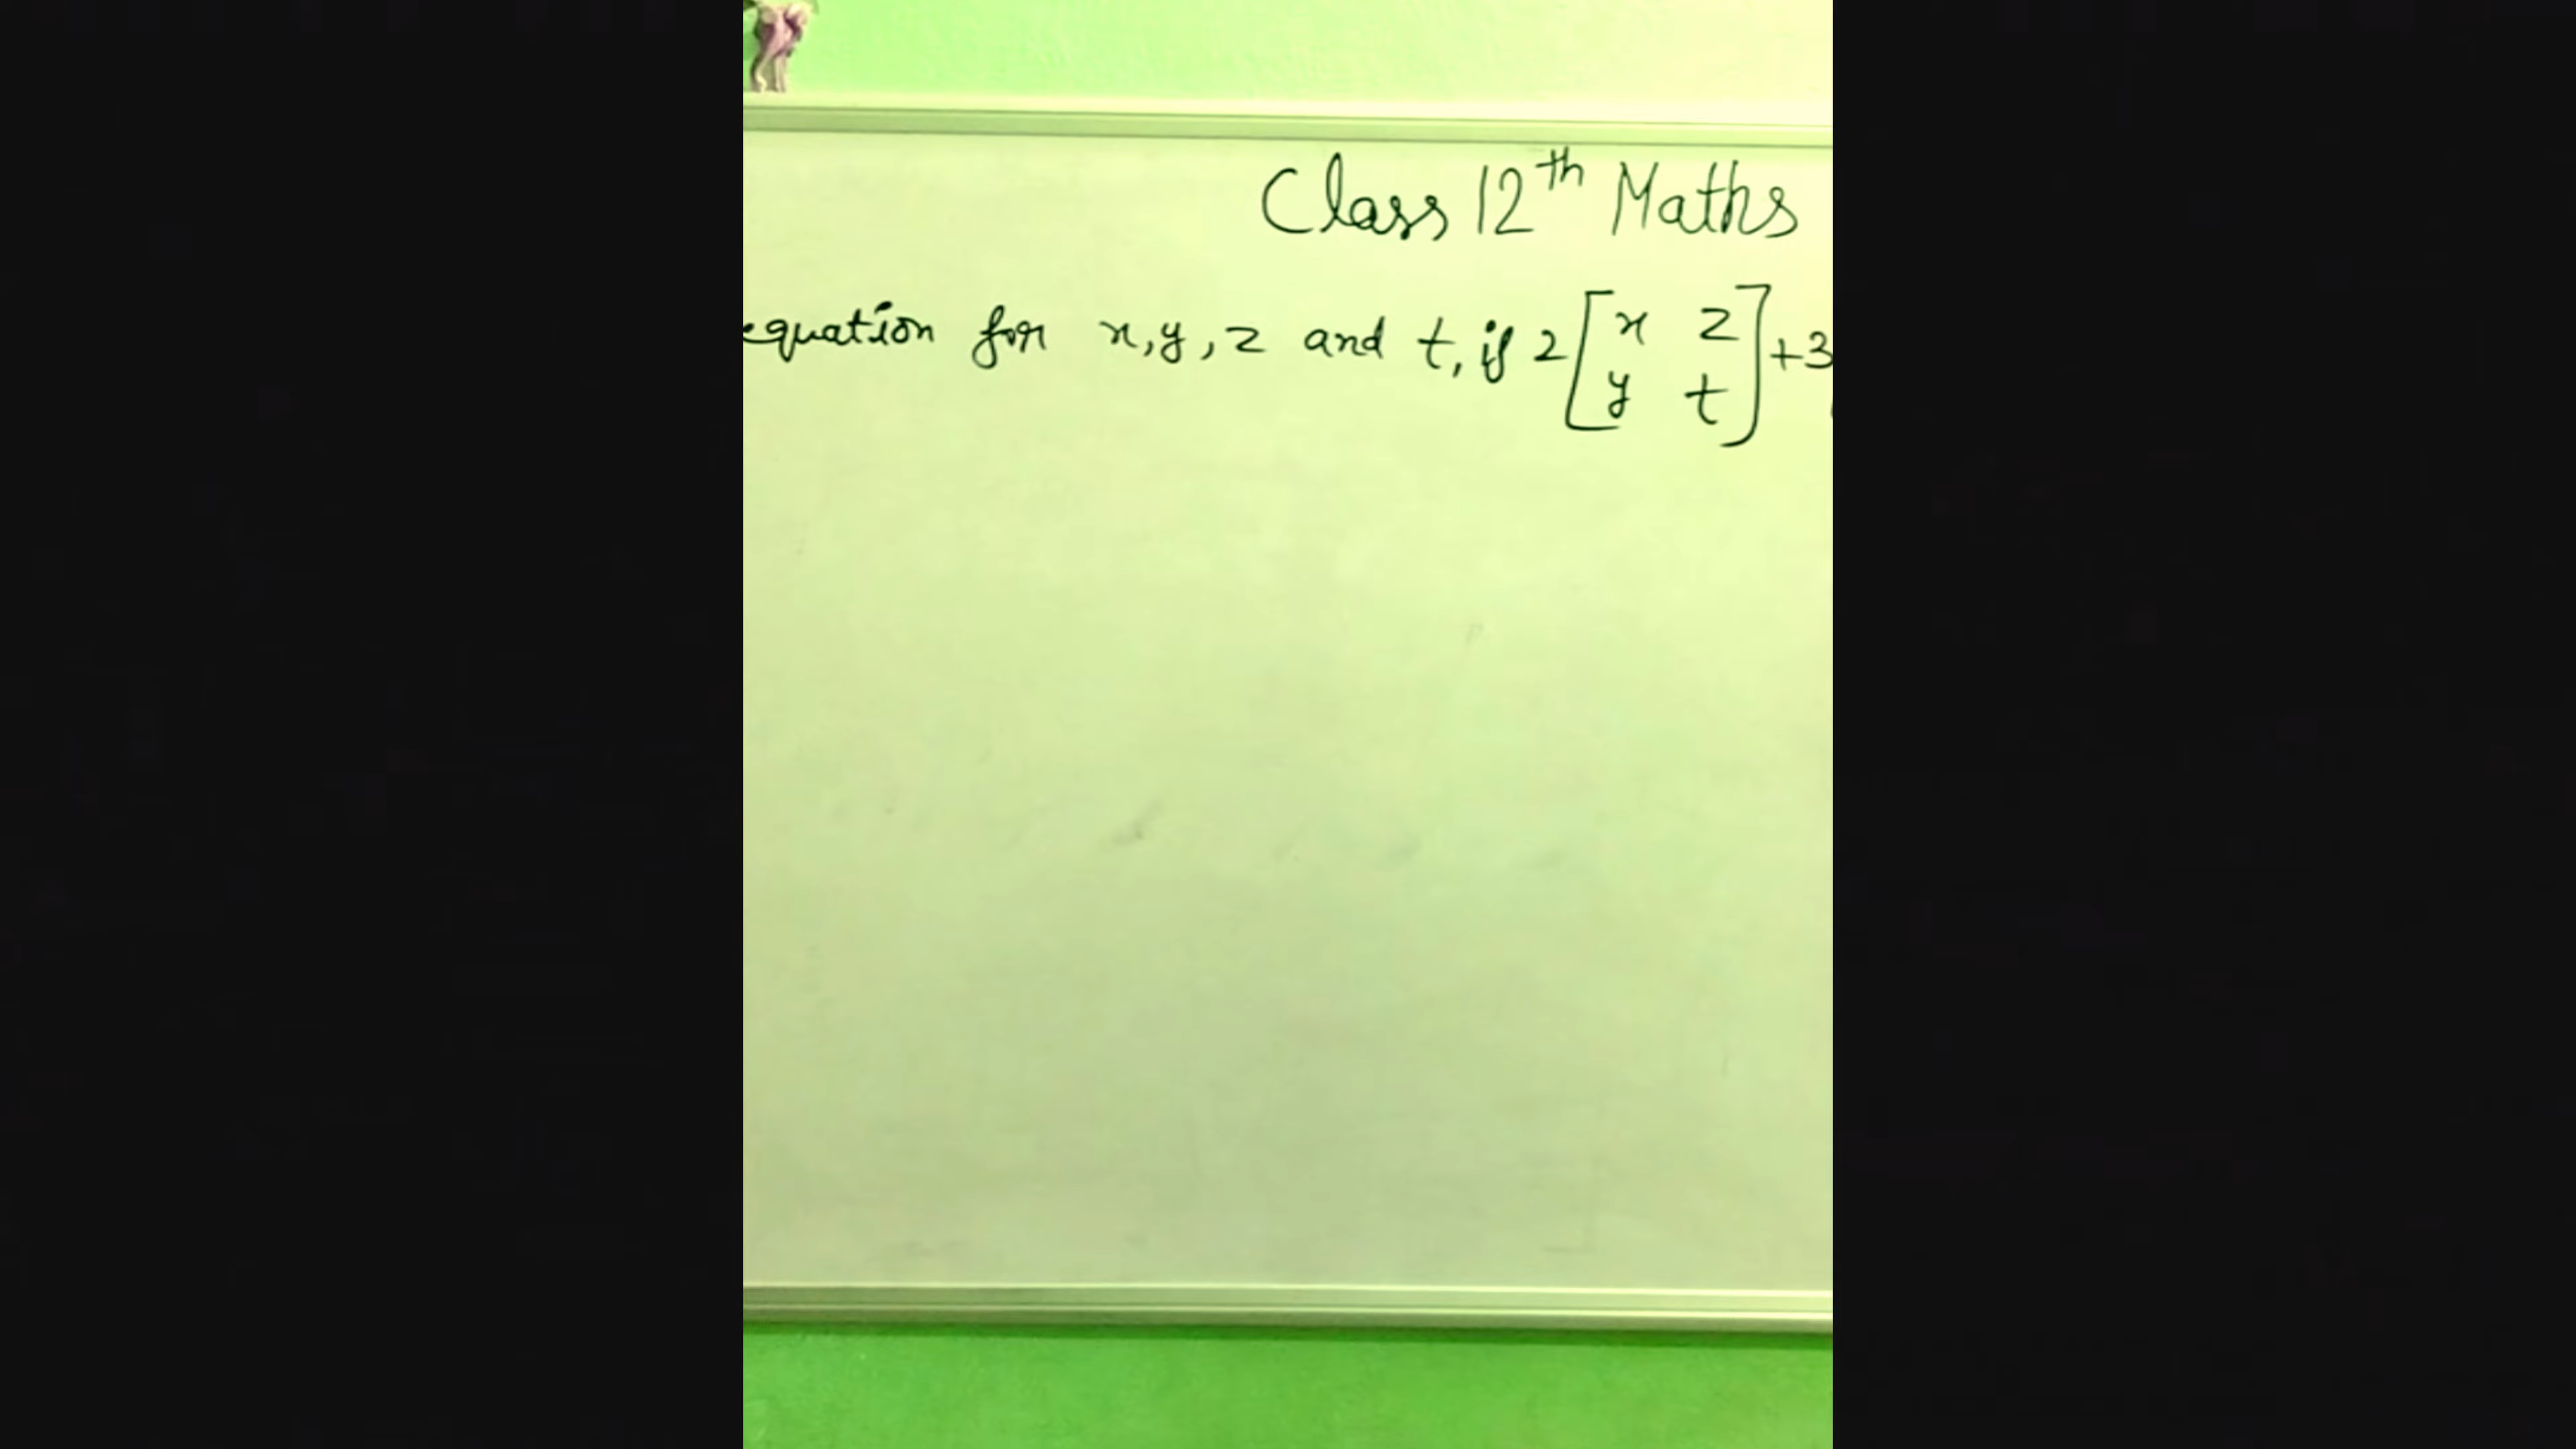 Class 12th Maths
equation for x, y, z and t, if 2[x z
y t] +3